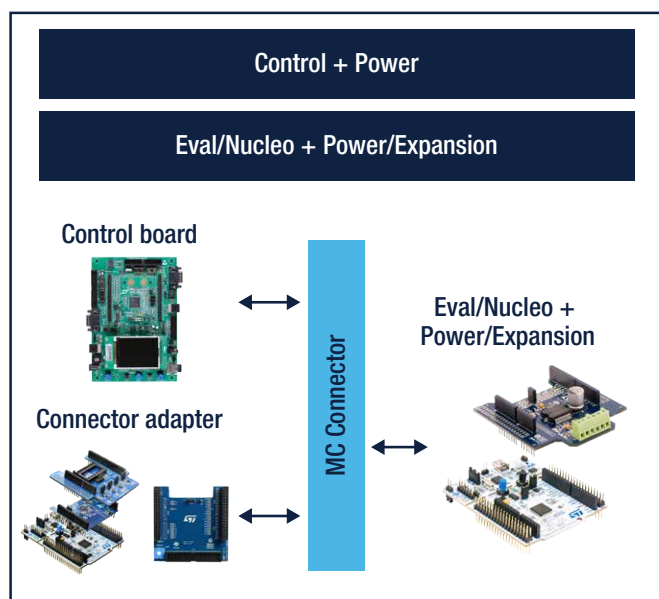 Control + Power
Eval/Nucleo + Power/Expansion
Control board
Eval/Nucleo +
Power/Expansion
MC Connector
Connector adapter